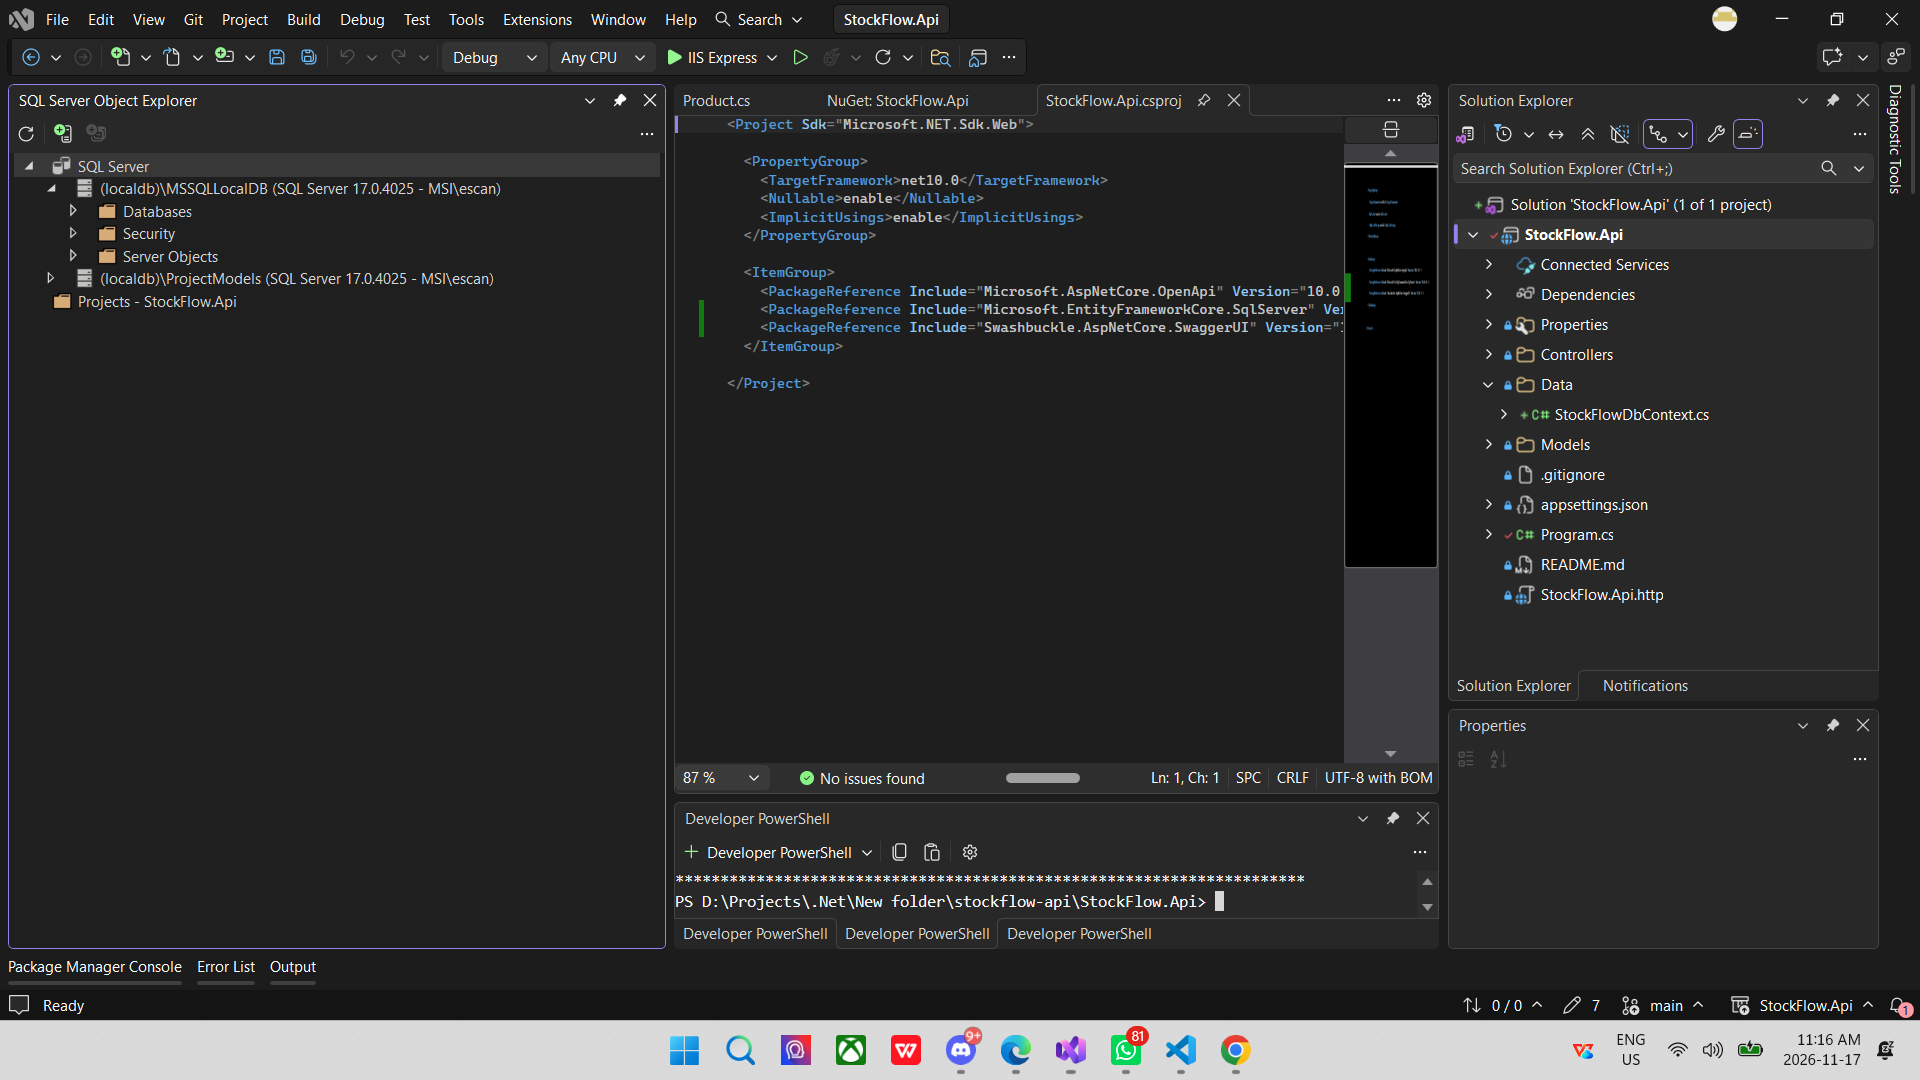 File Edit View Git Project Build Debug Test Tools Extensions Window Help Search StockFlow.Api
Debug Any CPU IIS Express
SQL Server Object Explorer
SQL Server
(localdb)\MSSQLLocalDB (SQL Server 17.0.4025 - MSI\escan)
Databases
Security
Server Objects
(localdb)\ProjectModels (SQL Server 17.0.4025 - MSI\escan)
Projects - StockFlow.Api
Product.cs NuGet: StockFlow.Api StockFlow.Api.csproj
<Project Sdk="Microsoft.NET.Sdk.Web">
<PropertyGroup>
<TargetFramework>net10.0</TargetFramework>
<Nullable>enable</Nullable>
<ImplicitUsings>enable</ImplicitUsings>
</PropertyGroup>
<ItemGroup>
<PackageReference Include="Microsoft.AspNetCore.OpenApi" Version="10.0
<PackageReference Include="Microsoft.EntityFrameworkCore.SqlServer" Ver
<PackageReference Include="Swashbuckle.AspNetCore.SwaggerUI" Version="1
</ItemGroup>
</Project>
87 % No issues found Ln: 1, Ch: 1 SPC CRLF UTF-8 with BOM
Developer PowerShell
Developer PowerShell
**********************************************************************
PS D:\Projects\.Net\New folder\stockflow-api\StockFlow.Api>
Developer PowerShell Developer PowerShell Developer PowerShell
Solution Explorer
Search Solution Explorer (Ctrl+;)
Solution 'StockFlow.Api' (1 of 1 project)
StockFlow.Api
Connected Services
Dependencies
Properties
Controllers
Data
C# StockFlowDbContext.cs
Models
.gitignore
appsettings.json
C# Program.cs
README.md
StockFlow.Api.http
Solution Explorer Notifications
Properties
Diagnostic Tools
Package Manager Console Error List Output
Ready 0 / 0 7 main StockFlow.Api 1
9+ 81
ENG
US
11:16 AM
2026-11-17